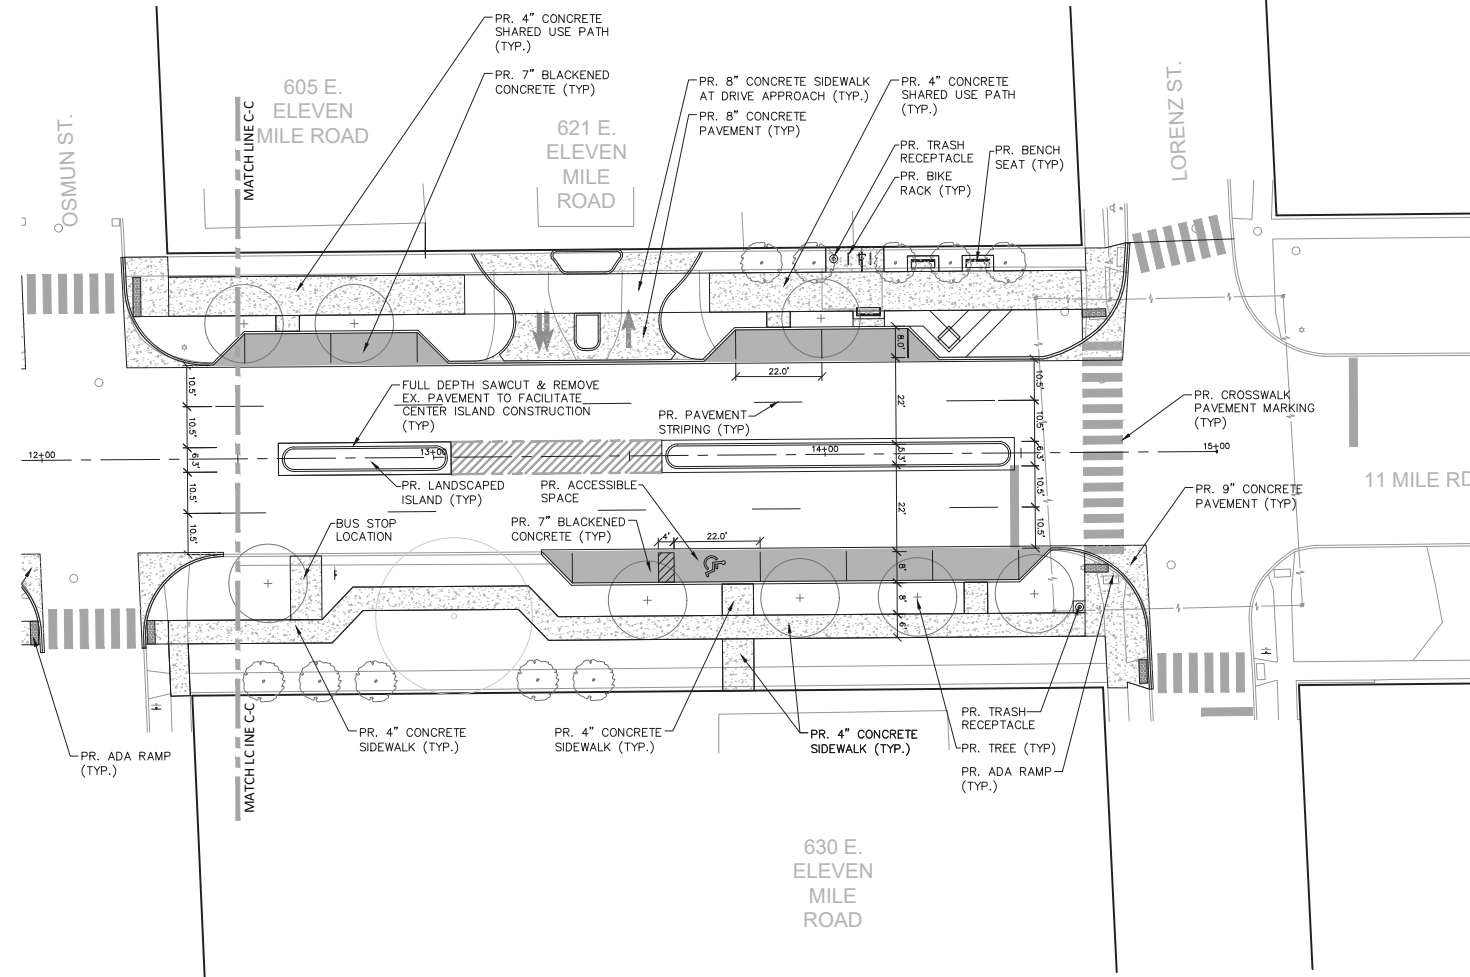 PR. 4" CONCRETE
SHARED USE PATH
(TYP.)
PR. 7" BLACKENED
CONCRETE (TYP)
PR. 8" CONCRETE SIDEWALK
AT DRIVE APPROACH (TYP.)
PR. 8" CONCRETE
PAVEMENT (TYP)
PR. 4" CONCRETE
SHARED USE PATH
(TYP.)
PR. TRASH
RECEPTACLE
PR. BIKE
RACK (TYP)
PR. BENCH
SEAT (TYP)
OSMUN ST.
MATCH LINE C-C
605 E.
ELEVEN
MILE ROAD
621 E.
ELEVEN
MILE
ROAD
LORENZ ST.
8.0'
22.0'
10.5'
10.5'
6.3'
10.5'
10.5'
FULL DEPTH SAWCUT & REMOVE
EX. PAVEMENT TO FACILITATE
CENTER ISLAND CONSTRUCTION
(TYP)
PR. PAVEMENT
STRIPING (TYP)
22'
5.3'
22'
10.5'
10.5'
6.3'
10.5'
10.5'
PR. CROSSWALK
PAVEMENT MARKING
(TYP)
12+00
13+00
14+00
15+00
PR. LANDSCAPED
ISLAND (TYP)
PR. ACCESSIBLE
SPACE
11 MILE RD
PR. 9" CONCRETE
PAVEMENT (TYP)
BUS STOP
LOCATION
PR. 7" BLACKENED
CONCRETE (TYP)
4'
22.0'
8'
8'
6'
PR. ADA RAMP
(TYP.)
MATCH LC INE C-C
PR. 4" CONCRETE
SIDEWALK (TYP.)
PR. 4" CONCRETE
SIDEWALK (TYP.)
PR. 4" CONCRETE
SIDEWALK (TYP.)
PR. TRASH
RECEPTACLE
PR. TREE (TYP)
PR. ADA RAMP
(TYP.)
630 E.
ELEVEN
MILE
ROAD